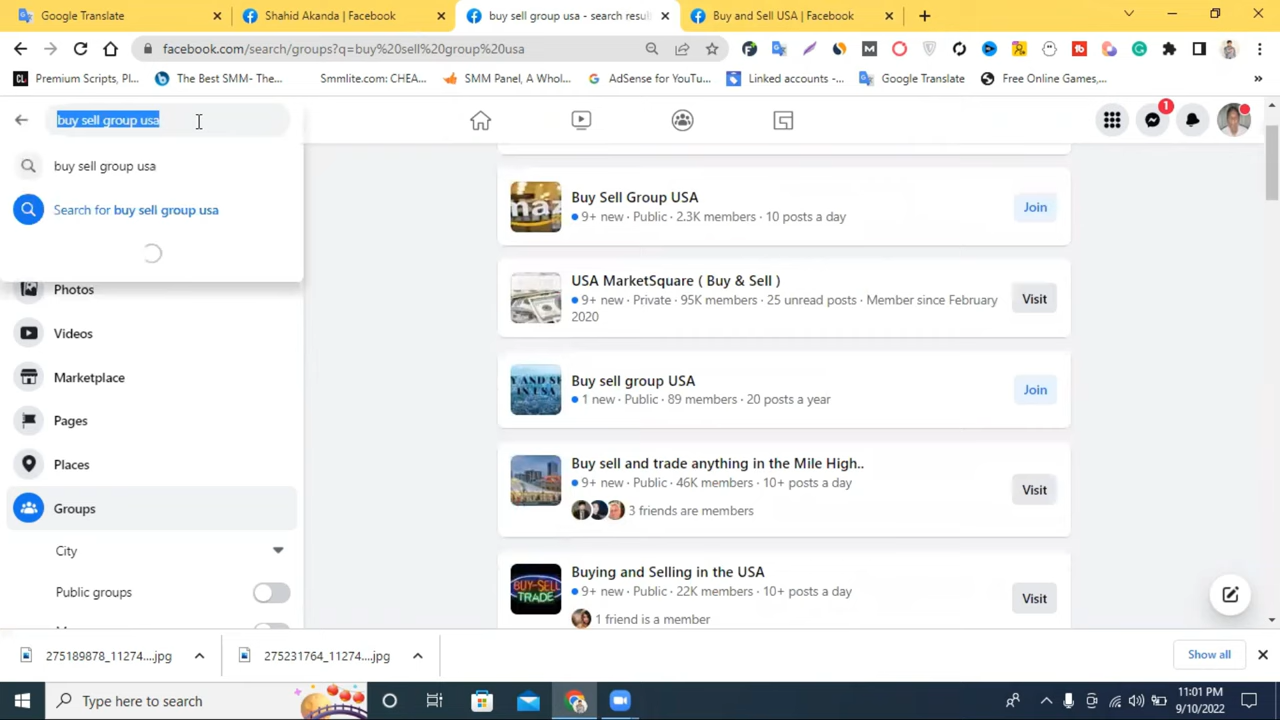 Google Translate
Shahid Akanda | Facebook
buy sell group usa - search resul
Buy and Sell USA | Facebook
facebook.com/search/groups?q=buy%20sell%20group%20usa
Premium Scripts, Pl...
The Best SMM- The...
Smmlite.com: CHEA...
SMM Panel, A Whol...
AdSense for YouTu...
Linked accounts -...
Google Translate
Free Online Games,...
buy sell group usa
1
buy sell group usa
Search for buy sell group usa
Photos
Videos
Marketplace
Pages
Places
Groups
City
Public groups
Buy Sell Group USA
9+ new · Public · 2.3K members · 10 posts a day
Join
USA MarketSquare ( Buy & Sell )
9+ new · Private · 95K members · 25 unread posts · Member since February
2020
Visit
Buy sell group USA
1 new · Public · 89 members · 20 posts a year
Join
Buy sell and trade anything in the Mile High..
9+ new · Public · 46K members · 10+ posts a day
3 friends are members
Visit
Buying and Selling in the USA
9+ new · Public · 22K members · 10+ posts a day
1 friend is a member
Visit
BUY-SELL
TRADE
275189878_11274....jpg
275231764_11274....jpg
Show all
Type here to search
11:01 PM
9/10/2022